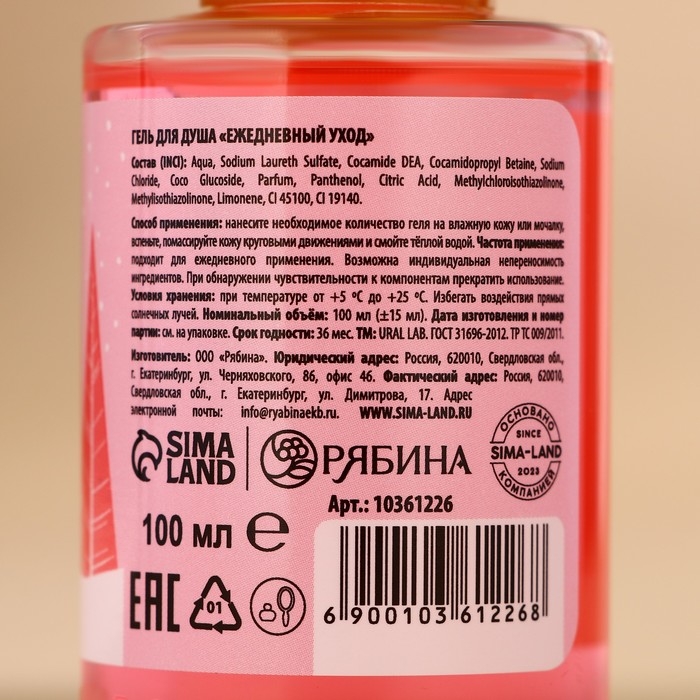 ГЕЛЬ ДЛЯ ДУША «ЕЖЕДНЕВНЫЙ УХОД»
Состав (INCI): Aqua, Sodium Laureth Sulfate, Cocamide DEA, Cocamidopropyl Betaine, Sodium
Chloride, Coco Glucoside, Parfum, Panthenol, Citric Acid, Methylchloroisothiazolinone,
Methylisothiazolinone, Limonene, CI 45100, CI 19140.
Способ применения: нанесите необходимое количество геля на влажную кожу или мочалку,
вспеньте, помассируйте кожу круговыми движениями и смойте тёплой водой. Частота применения:
подходит для ежедневного применения. Возможна индивидуальная непереносимость
ингредиентов. При обнаружении чувствительности к компонентам прекратить использование.
Условия хранения: при температуре от +5 °C до +25 °C. Избегать воздействия прямых
солнечных лучей. Номинальный объём: 100 мл (±15 мл). Дата изготовления и номер
партии: см. на упаковке. Срок годности: 36 мес. ТМ: URAL LAB. ГОСТ 31696-2012. ТР ТС 009/2011.
Изготовитель: ООО «Рябина». Юридический адрес: Россия, 620010, Свердловская обл.,
г. Екатеринбург, ул. Черняховского, 86, офис 46. Фактический адрес: Россия, 620010,
Свердловская обл., г. Екатеринбург, ул. Димитрова, 17. Адрес
электронной почты: info@ryabinaekb.ru. WWW.SIMA-LAND.RU
SIMA LAND
РЯБИНА
ОСНОВАНО
SINCE
SIMA-LAND
2023
КОМПАНИЕЙ
Арт.: 10361226
100 мл ℮
EAC
01
6 900103 612268